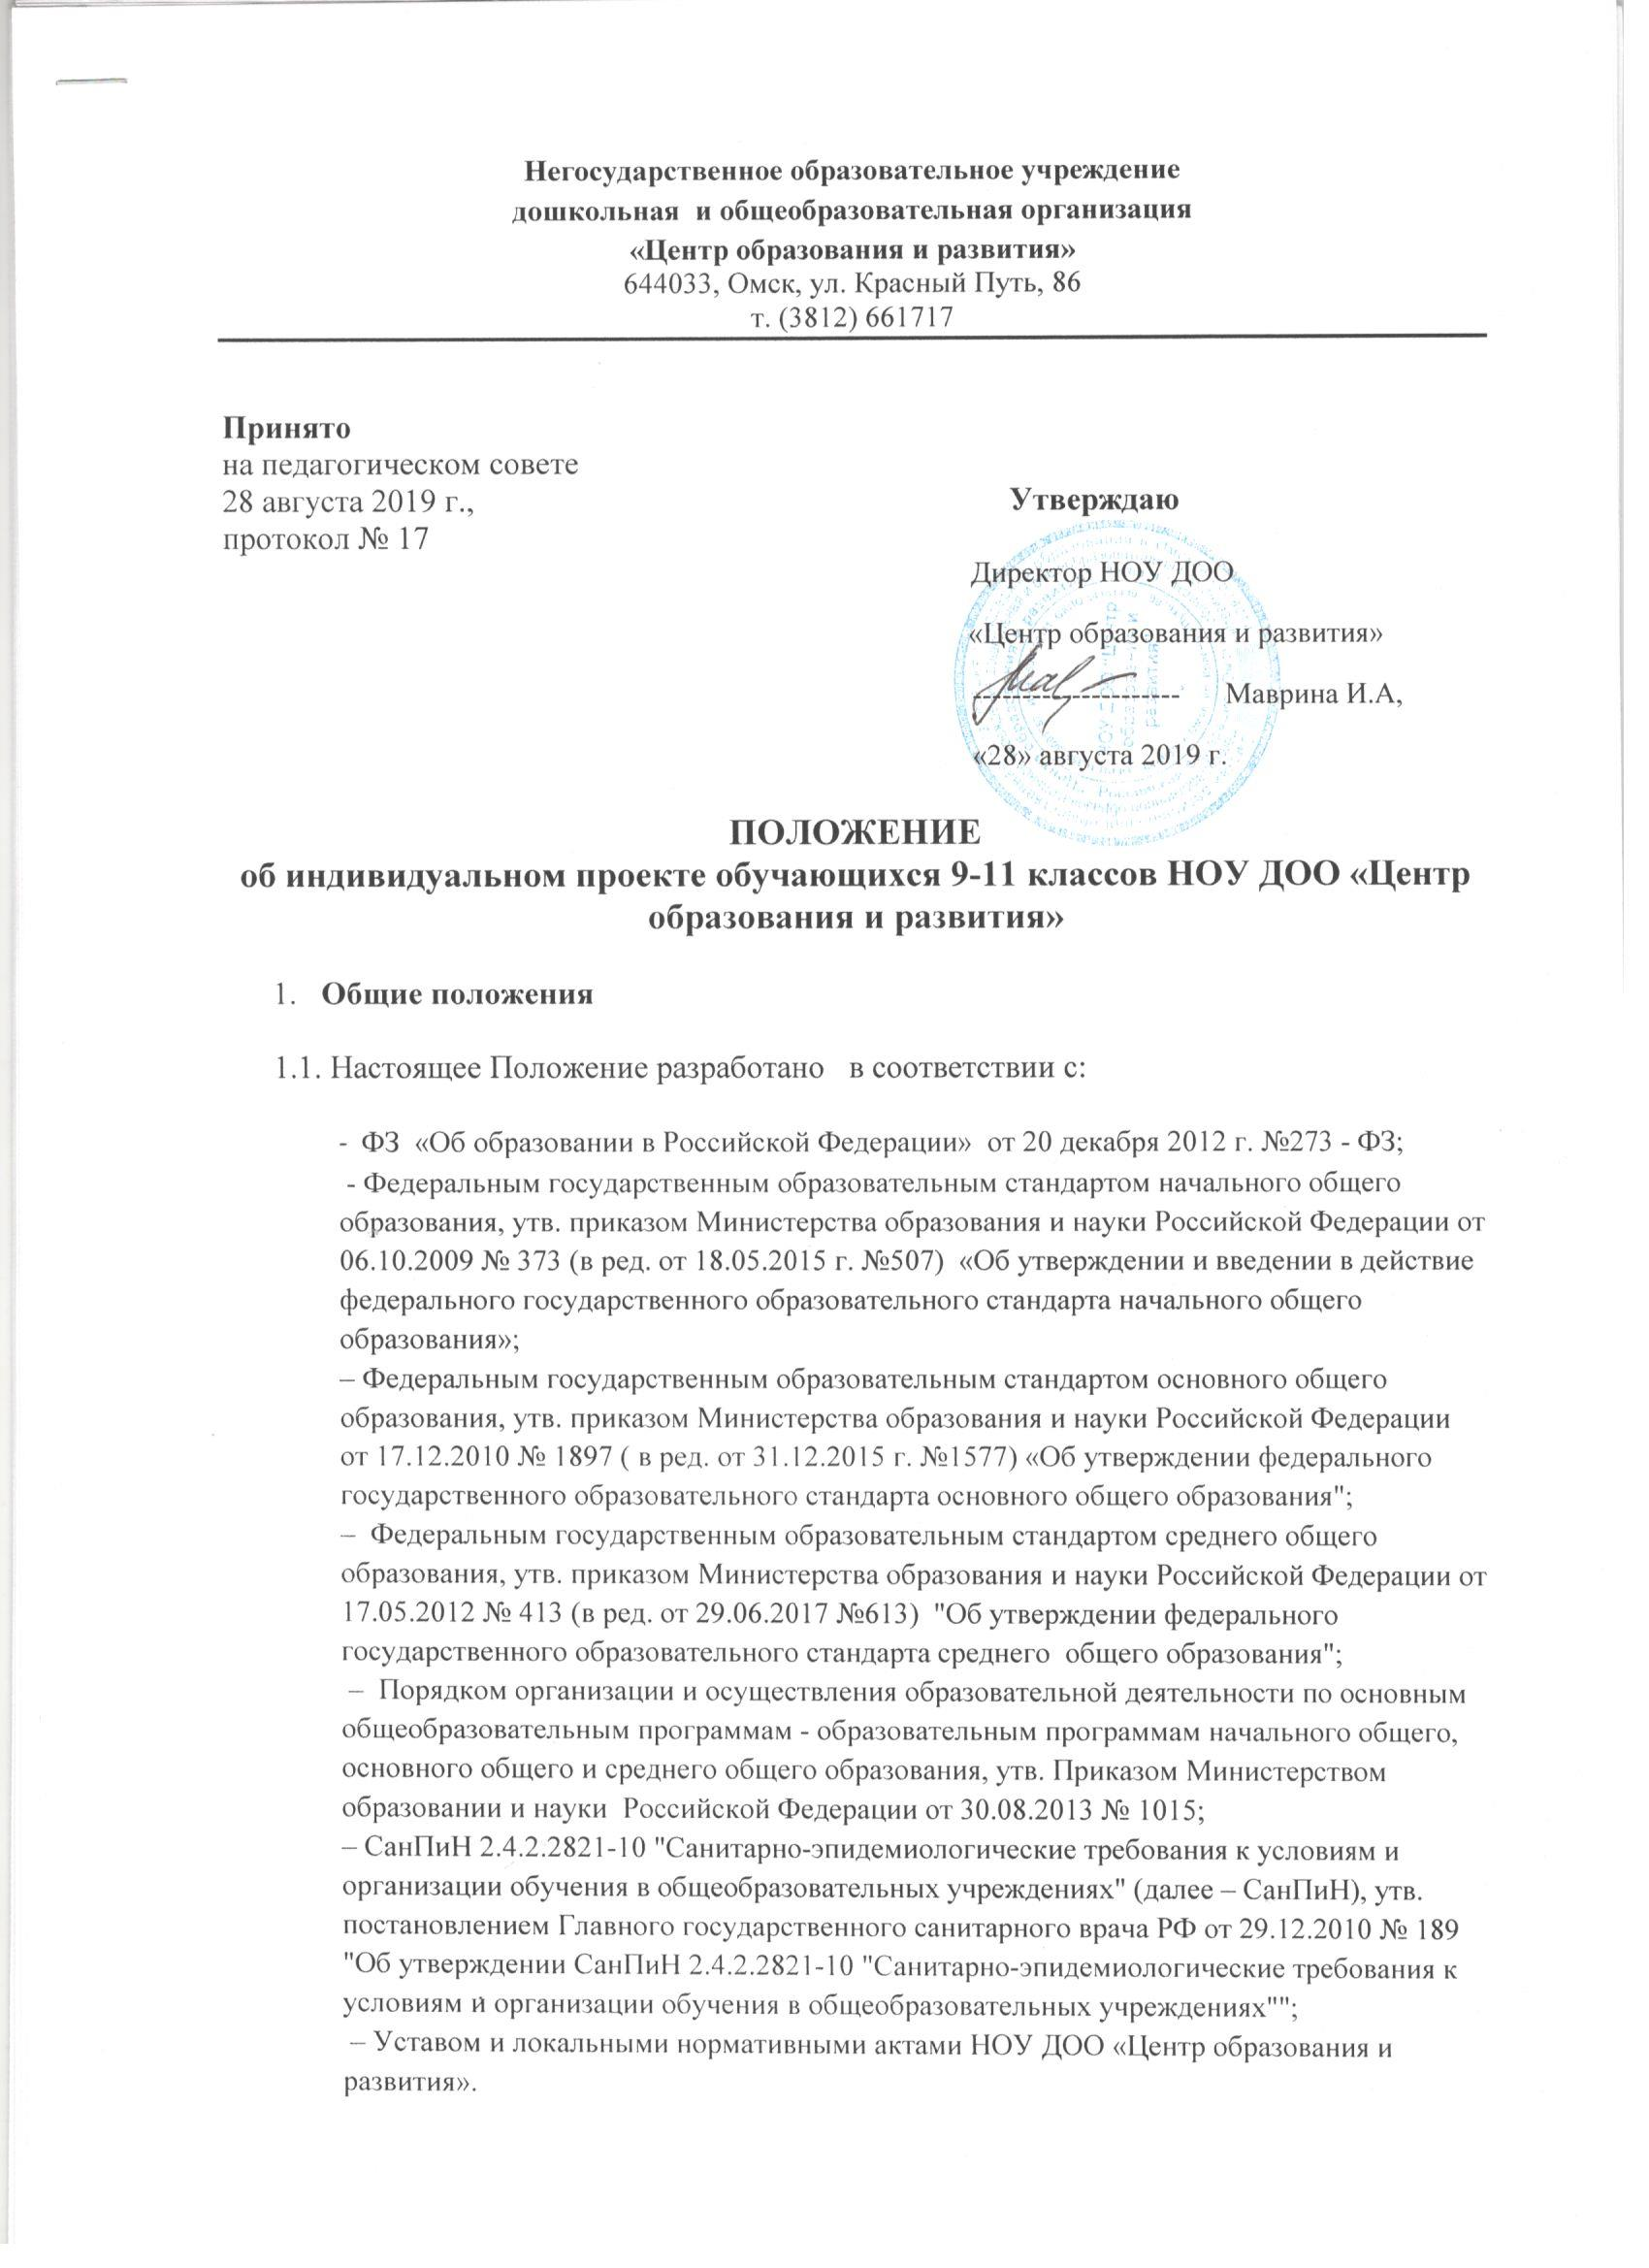 Негосударственное образовательное учреждение
дошкольная и общеобразовательная организация
«Центр образования и развития»
644033, Омск, ул. Красный Путь, 86
т. (3812) 661717
Принято
на педагогическом совете
28 августа 2019 г.,
протокол № 17
Утверждаю
Директор НОУ ДОО
«Центр образования и развития»
--------------------- Маврина И.А,
«28» августа 2019 г.
ПОЛОЖЕНИЕ
об индивидуальном проекте обучающихся 9-11 классов НОУ ДОО «Центр
образования и развития»
1. Общие положения
1.1. Настоящее Положение разработано в соответствии с:
- ФЗ «Об образовании в Российской Федерации» от 20 декабря 2012 г. №273 - ФЗ;
- Федеральным государственным образовательным стандартом начального общего
образования, утв. приказом Министерства образования и науки Российской Федерации от
06.10.2009 № 373 (в ред. от 18.05.2015 г. №507) «Об утверждении и введении в действие
федерального государственного образовательного стандарта начального общего
образования»;
– Федеральным государственным образовательным стандартом основного общего
образования, утв. приказом Министерства образования и науки Российской Федерации
от 17.12.2010 № 1897 ( в ред. от 31.12.2015 г. №1577) «Об утверждении федерального
государственного образовательного стандарта основного общего образования";
– Федеральным государственным образовательным стандартом среднего общего
образования, утв. приказом Министерства образования и науки Российской Федерации от
17.05.2012 № 413 (в ред. от 29.06.2017 №613) "Об утверждении федерального
государственного образовательного стандарта среднего общего образования";
– Порядком организации и осуществления образовательной деятельности по основным
общеобразовательным программам - образовательным программам начального общего,
основного общего и среднего общего образования, утв. Приказом Министерством
образовании и науки Российской Федерации от 30.08.2013 № 1015;
– СанПиН 2.4.2.2821-10 "Санитарно-эпидемиологические требования к условиям и
организации обучения в общеобразовательных учреждениях" (далее – СанПиН), утв.
постановлением Главного государственного санитарного врача РФ от 29.12.2010 № 189
"Об утверждении СанПиН 2.4.2.2821-10 "Санитарно-эпидемиологические требования к
условиям и организации обучения в общеобразовательных учреждениях"";
– Уставом и локальными нормативными актами НОУ ДОО «Центр образования и
развития».